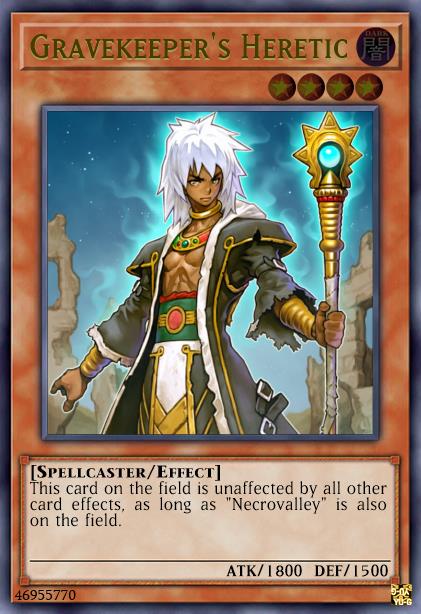 Gravekeeper's Heretic
DARK
闇
[Spellcaster/Effect]
This card on the field is unaffected by all other
card effects, as long as "Necrovalley" is also
on the field.
ATK/1800 DEF/1500
46955770